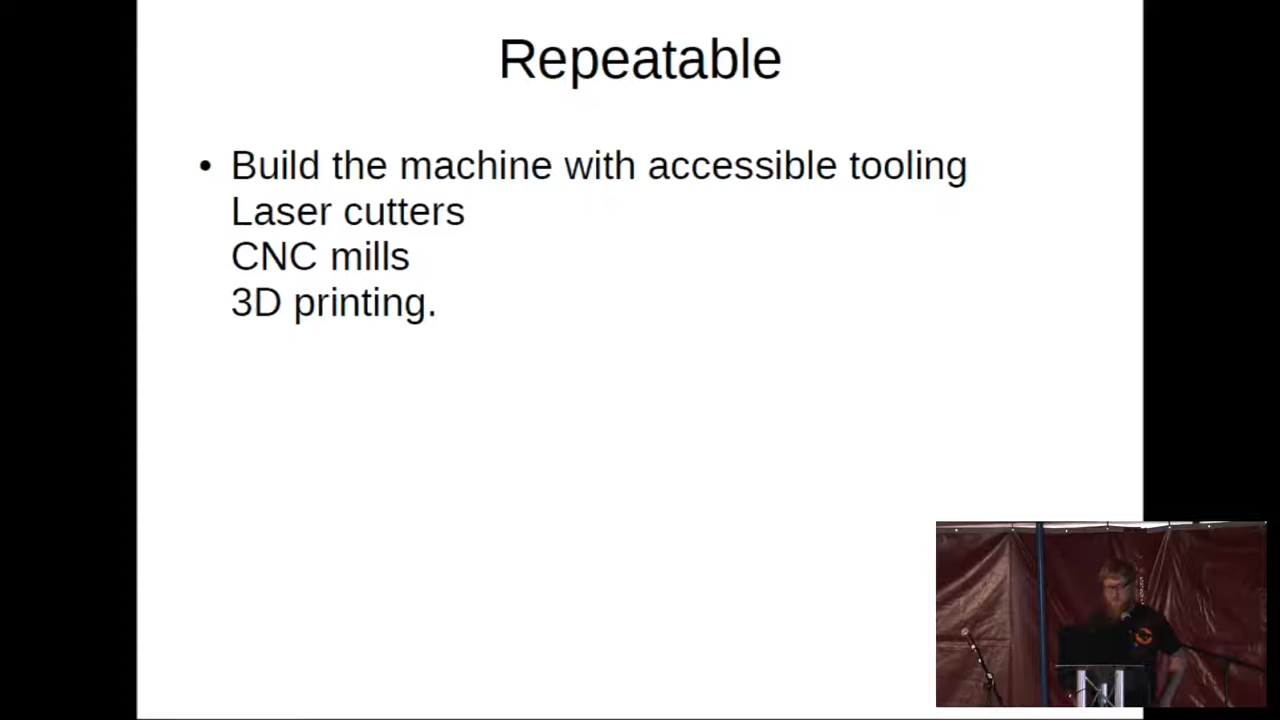 Repeatable
• Build the machine with accessible tooling
Laser cutters
CNC mills
3D printing.